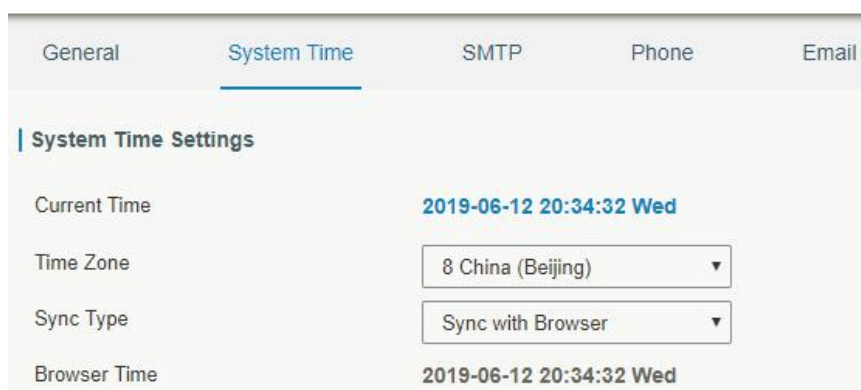 General System Time SMTP Phone Email
System Time Settings
Current Time 2019-06-12 20:34:32 Wed
Time Zone 8 China (Beijing)
Sync Type Sync with Browser
Browser Time 2019-06-12 20:34:32 Wed